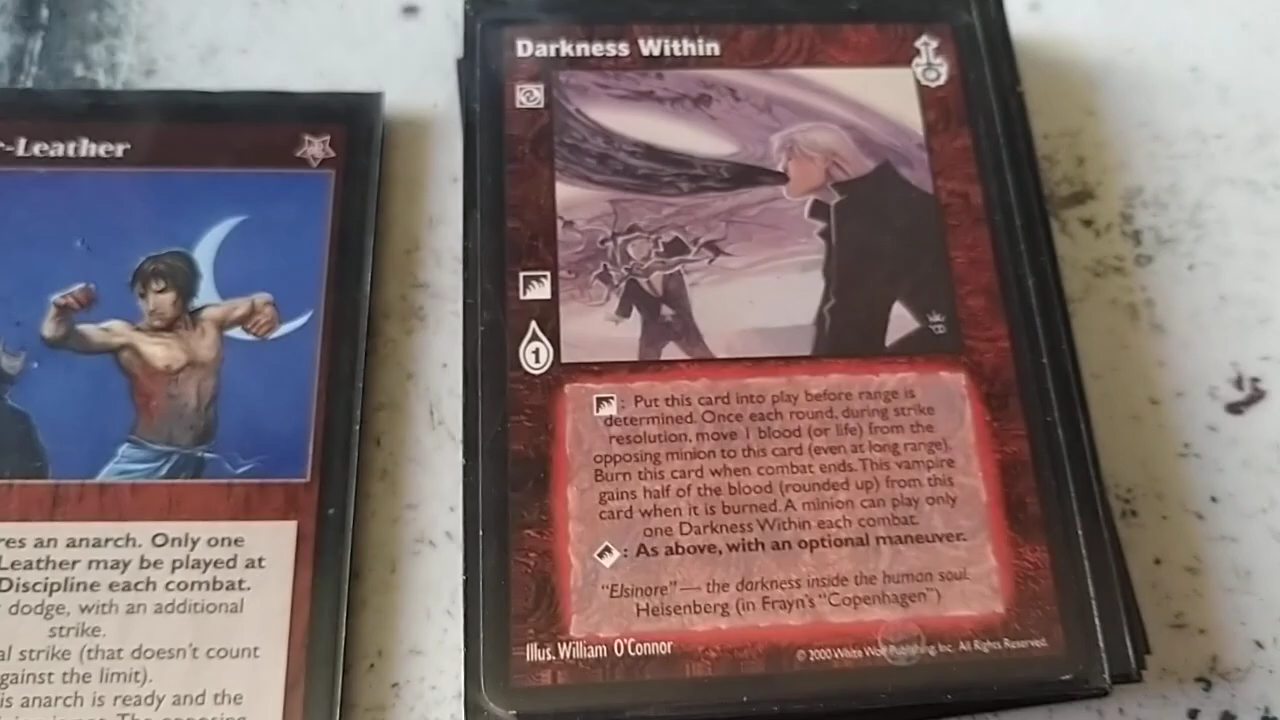 -Leather
res an anarch. Only one
Leather may be played at
Discipline each combat.
dodge, with an additional
strike.
al strike (that doesn't count
gainst the limit).
is anarch is ready and the
Darkness Within
1
: Put this card into play before range is
determined. Once each round, during strike
resolution, move 1 blood (or life) from the
opposing minion to this card (even at long range).
Burn this card when combat ends. This vampire
gains half of the blood (rounded up) from this
card when it is burned. A minion can play only
one Darkness Within each combat.
: As above, with an optional maneuver.
"Elsinore" — the darkness inside the human soul.
Heisenberg (in Frayn's "Copenhagen")
Illus. William O'Connor
© 2000 White Wolf Publishing, Inc. All Rights Reserved.